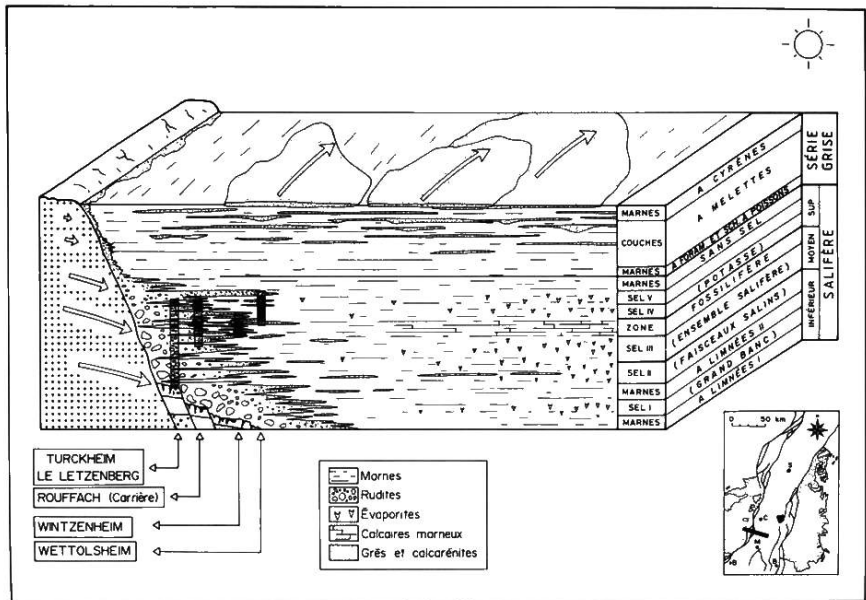 MARNES
COUCHES
MARNES
MARNES
SEL V
SEL IV
ZONE
SEL III
SEL II
MARNES
SEL I
MARNES
A CYRÈNES
A MELETTES
A FORAM. ET SCH. A POISSONS
SANS SEL
(POTASSE)
FOSSILIFÈRE
(ENSEMBLE SALIFÈRE)
(FAISCEAUX SALINS)
A LIMNÉES II
(GRAND BANC)
A LIMNÉES I
SÉRIE
GRISE
SUP
MOYEN
INFÉRIEUR
SALIFÈRE
TURCKHEIM
LE LETZENBERG
ROUFFACH (Carrière)
WINTZENHEIM
WETTOLSHEIM
Marnes
Rudites
Évaporites
Calcaires marneux
Grès et calcarénites
0 50 km
S
C
M
B
B